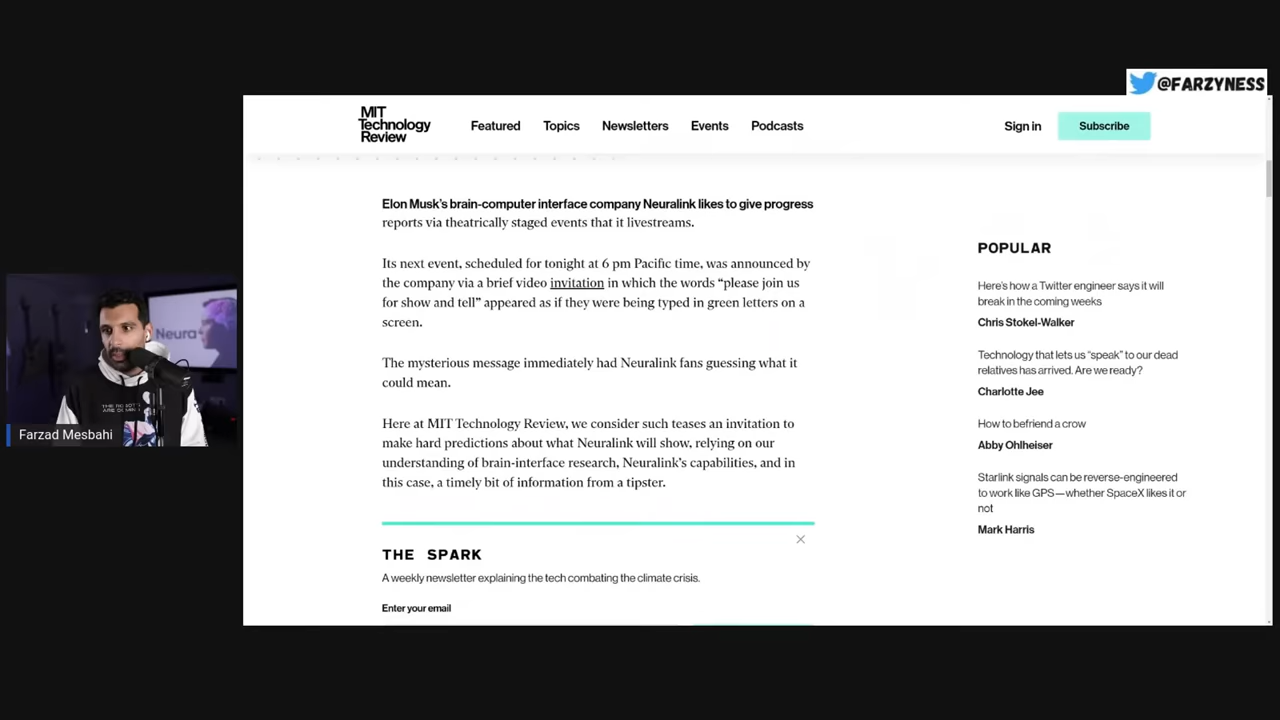 @FARZYNESS
MIT
Technology
Review
Featured
Topics
Newsletters
Events
Podcasts
Sign in
Subscribe
Elon Musk's brain-computer interface company Neuralink likes to give progress
reports via theatrically staged events that it livestreams.
Its next event, scheduled for tonight at 6 pm Pacific time, was announced by
the company via a brief video invitation in which the words “please join us
for show and tell” appeared as if they were being typed in green letters on a
screen.
The mysterious message immediately had Neuralink fans guessing what it
could mean.
Here at MIT Technology Review, we consider such teases an invitation to
make hard predictions about what Neuralink will show, relying on our
understanding of brain-interface research, Neuralink's capabilities, and in
this case, a timely bit of information from a tipster.
THE SPARK
A weekly newsletter explaining the tech combating the climate crisis.
Enter your email
POPULAR
Here's how a Twitter engineer says it will
break in the coming weeks
Chris Stokel-Walker
Technology that lets us “speak” to our dead
relatives has arrived. Are we ready?
Charlotte Jee
How to befriend a crow
Abby Ohlheiser
Starlink signals can be reverse-engineered
to work like GPS—whether SpaceX likes it or
not
Mark Harris
Neura
Farzad Mesbahi